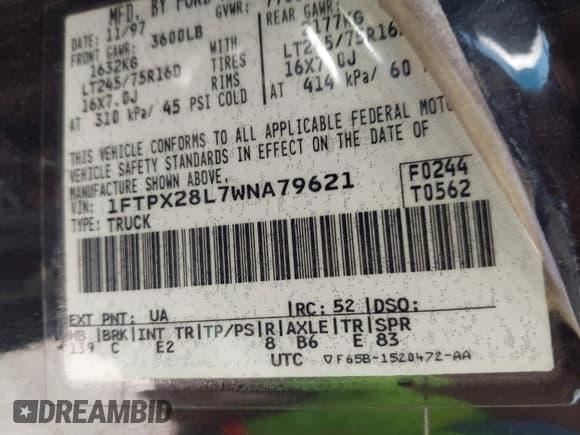 MFD. BY FORD
DATE: 11/97
GVWR:
FRONT GAWR: 3600LB
1632KG
WITH
LT245/75R16D
TIRES
16X7.0J
RIMS
AT 310 kPa/ 45 PSI COLD
REAR GAWR:
2177KG
LT245/75R16
16X7.0J
AT 414 kPa/ 60
THIS VEHICLE CONFORMS TO ALL APPLICABLE FEDERAL MOTO
VEHICLE SAFETY STANDARDS IN EFFECT ON THE DATE OF
MANUFACTURE SHOWN ABOVE.
VIN: 1FTPX28L7WNA79621
TYPE: TRUCK
F0244
T0562
EXT PNT: UA RC: 52 DSO:
WB BRK INT TR TP/PS R AXLE TR SPR
139 C E2 8 B6 E 83
UTC ▽F65B-1520472-AA
DREAMBID